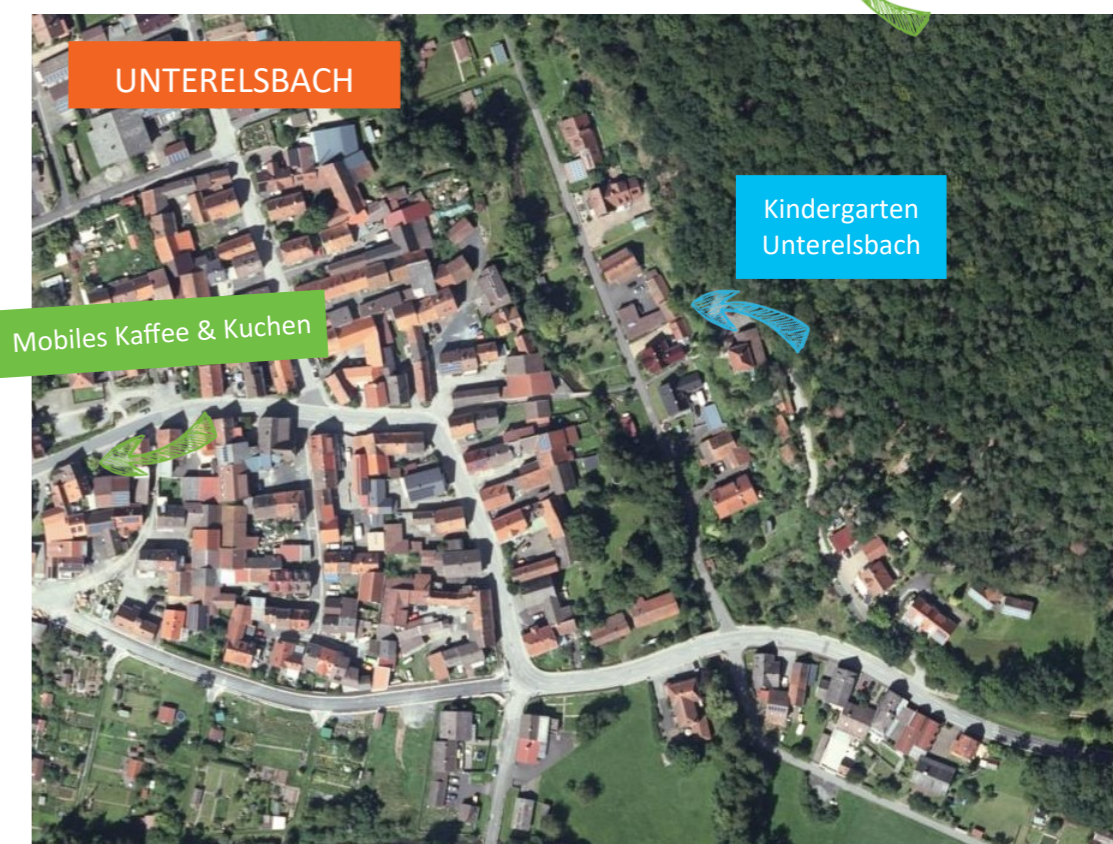 UNTERELSBACH
Kindergarten
Unterelsbach
Mobiles Kaffee & Kuchen